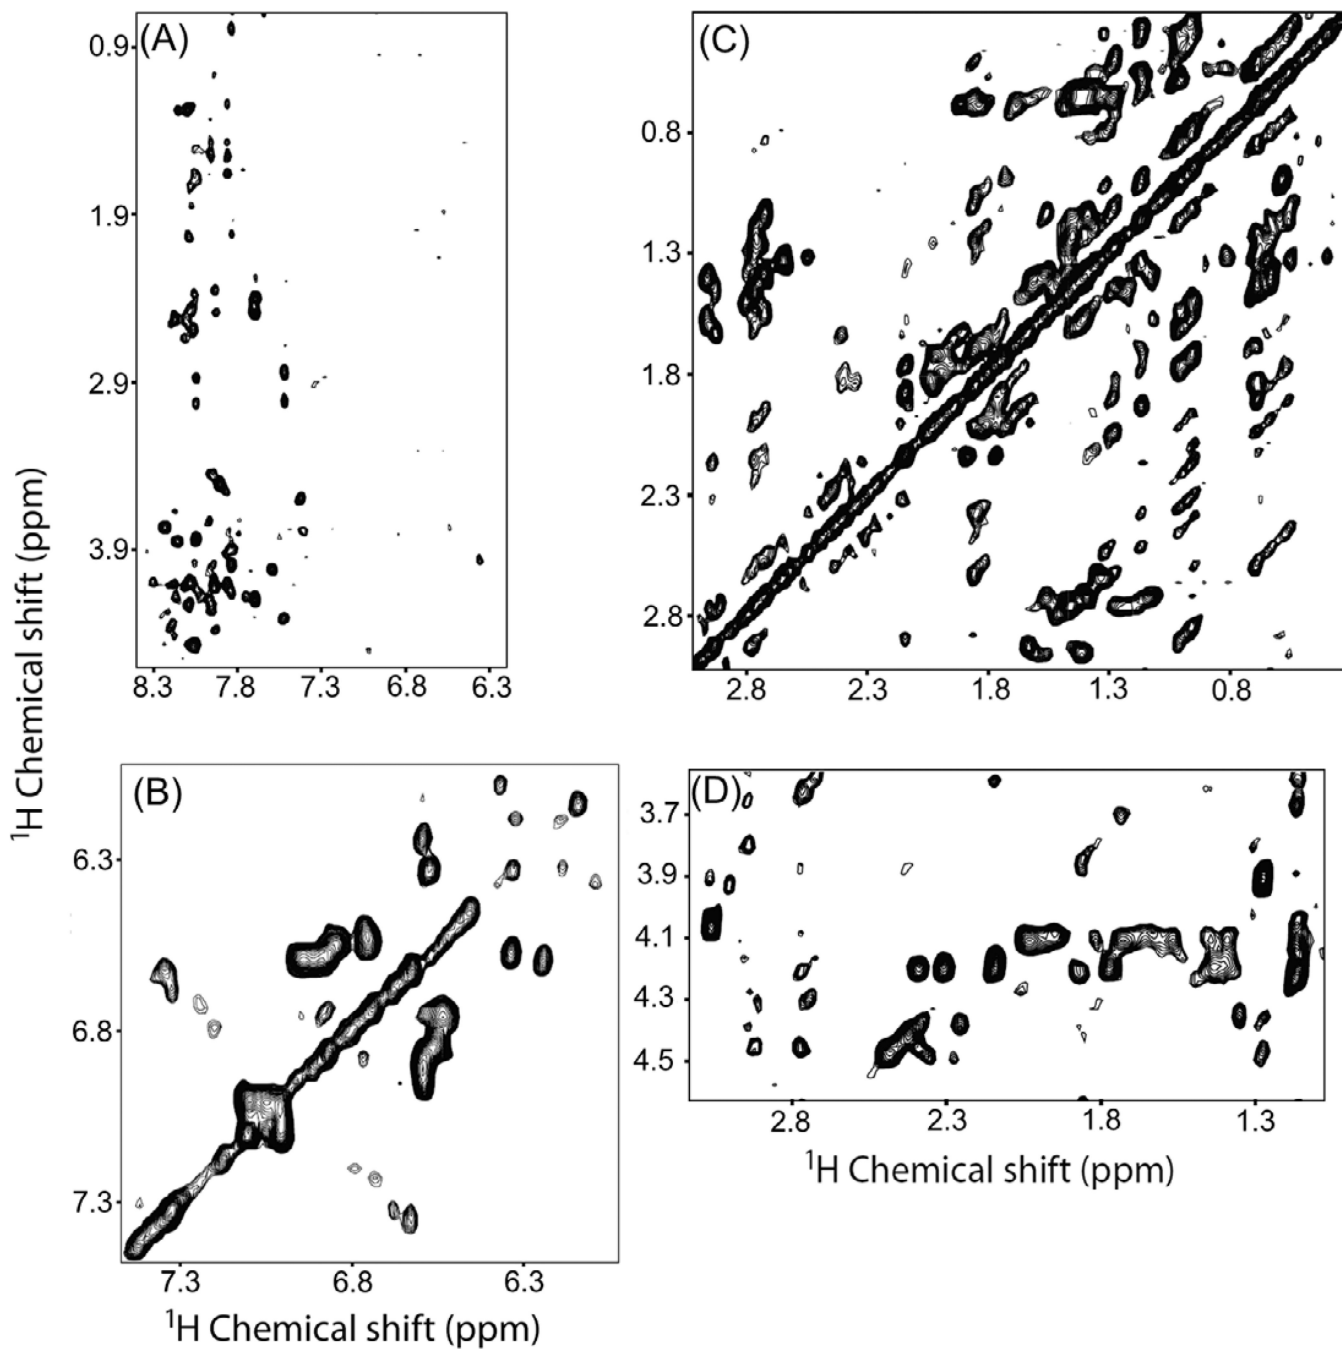 (A)
0.9
1.9
2.9
3.9
8.3 7.8 7.3 6.8 6.3
(C)
0.8
1.3
1.8
2.3
2.8
2.8 2.3 1.8 1.3 0.8
¹H Chemical shift (ppm)
(B)
6.3
6.8
7.3
7.3 6.8 6.3
¹H Chemical shift (ppm)
(D)
3.7
3.9
4.1
4.3
4.5
2.8 2.3 1.8 1.3
¹H Chemical shift (ppm)